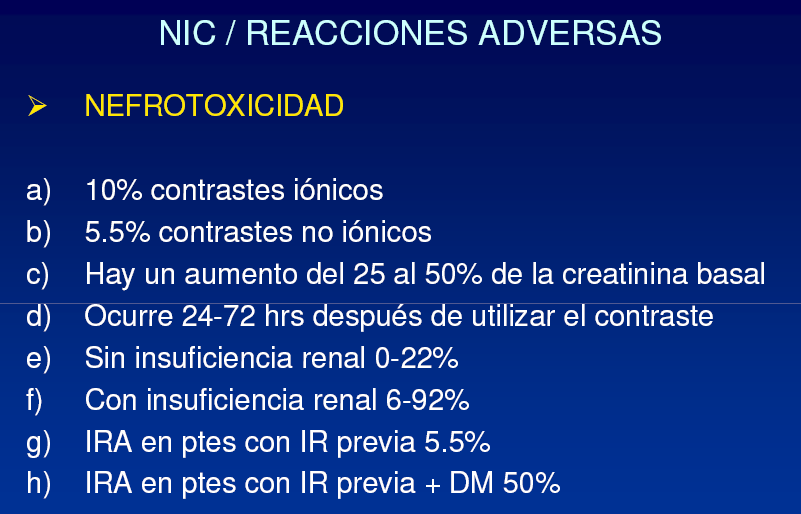 NIC / REACCIONES ADVERSAS
➢ NEFROTOXICIDAD
a) 10% contrastes iónicos
b) 5.5% contrastes no iónicos
c) Hay un aumento del 25 al 50% de la creatinina basal
d) Ocurre 24-72 hrs después de utilizar el contraste
e) Sin insuficiencia renal 0-22%
f) Con insuficiencia renal 6-92%
g) IRA en ptes con IR previa 5.5%
h) IRA en ptes con IR previa + DM 50%